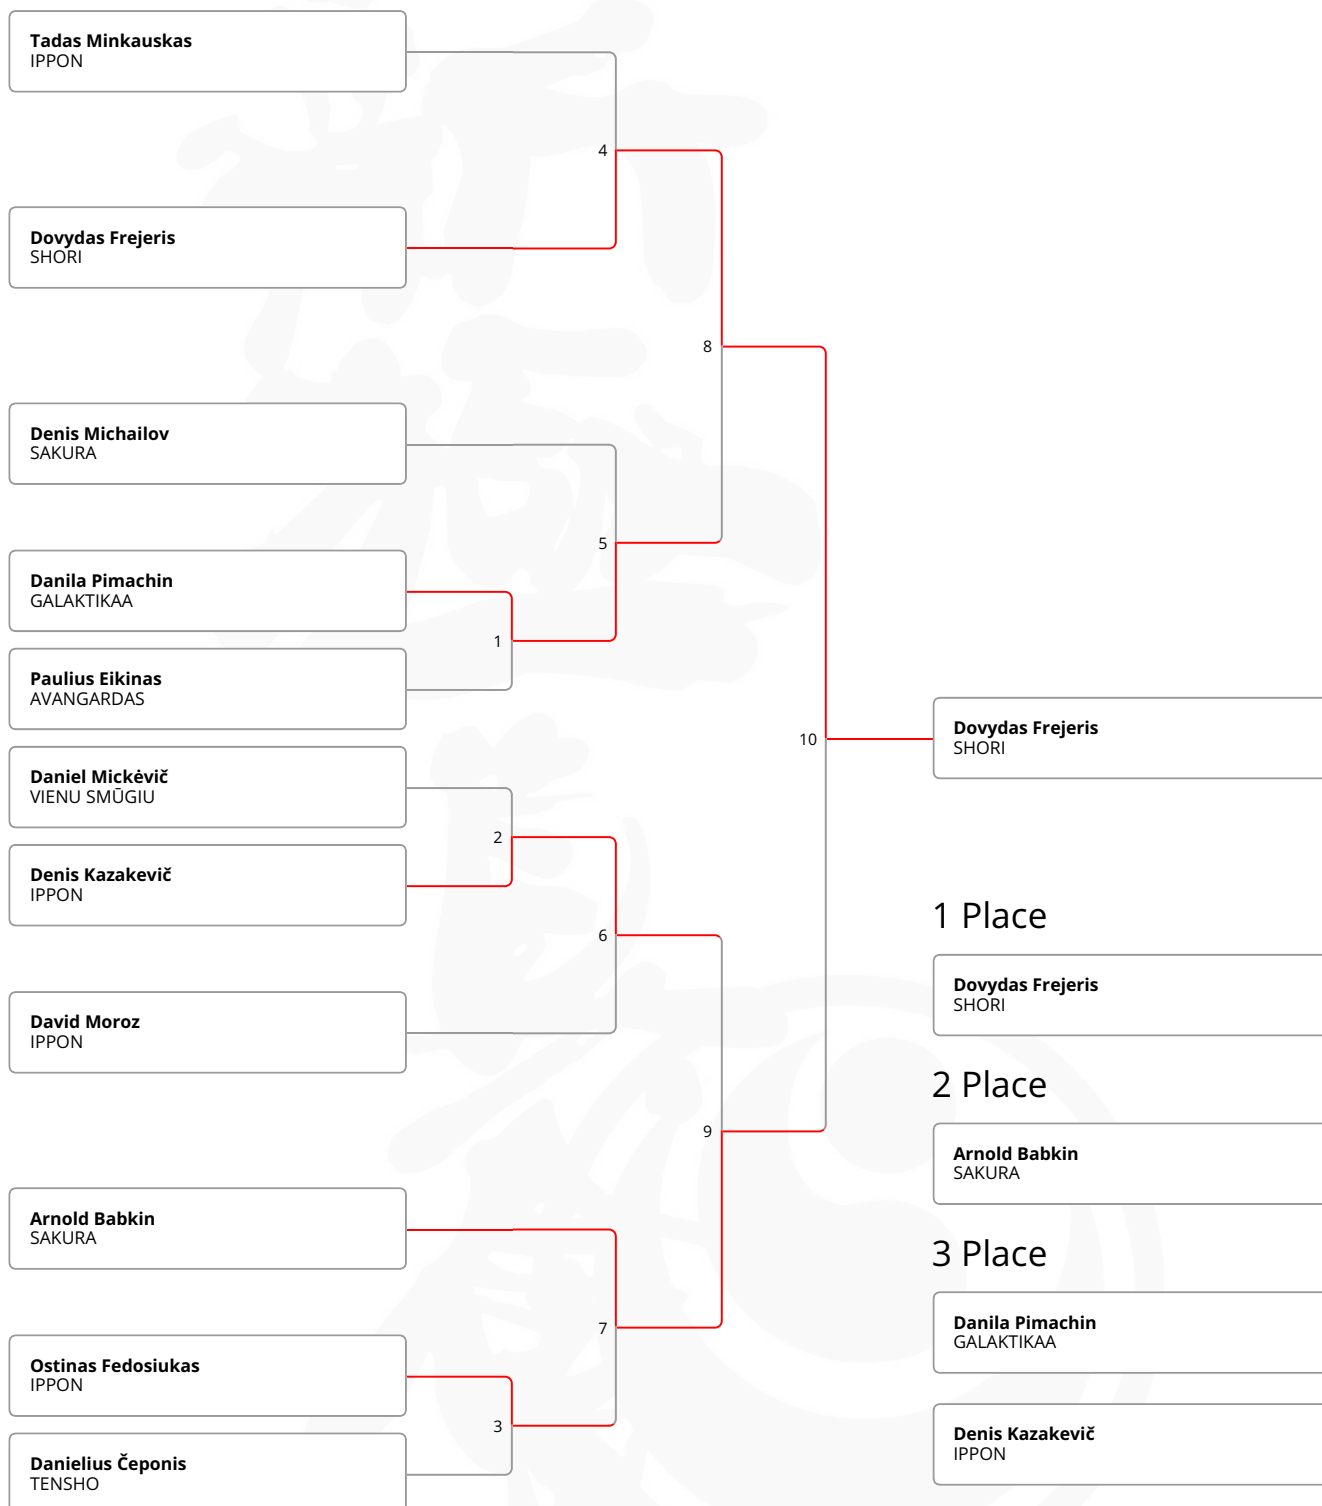 Tadas Minkauskas
IPPON
4
Dovydas Frejeris
SHORI
8
Denis Michailov
SAKURA
5
Danila Pimachin
GALAKTIKAA
1
Paulius Eikinas
AVANGARDAS
10
Dovydas Frejeris
SHORI
Daniel Mickėvič
VIENU SMŪGIU
2
Denis Kazakevič
IPPON
6
1 Place
Dovydas Frejeris
SHORI
David Moroz
IPPON
2 Place
9
Arnold Babkin
SAKURA
Arnold Babkin
SAKURA
3 Place
7
Danila Pimachin
GALAKTIKAA
Ostinas Fedosiukas
IPPON
3
Denis Kazakevič
IPPON
Danielius Čeponis
TENSHO